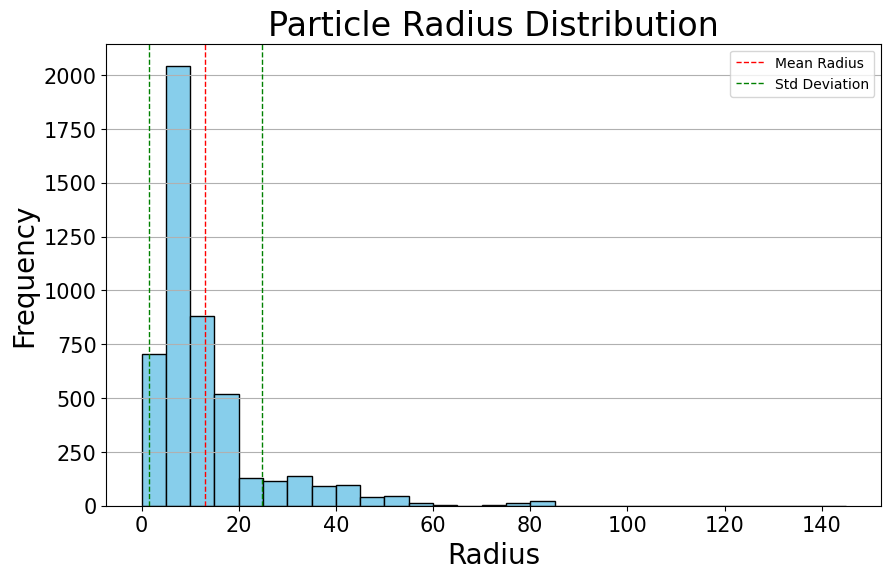 Particle Radius Distribution
Mean Radius
Std Deviation
2000
1750
1500
1250
1000
750
500
250
0
Frequency
0 20 40 60 80 100 120 140
Radius